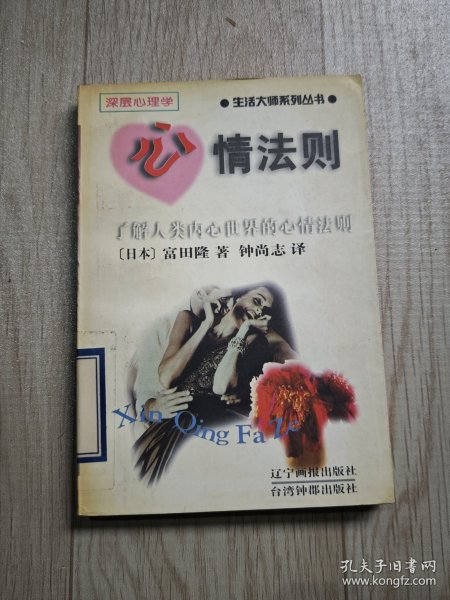 深层心理学
●生活大师系列丛书●
心情法则
了解人类内心世界的心情法则
〔日本〕富田隆 著 钟尚志 译
Xin Qing Fa Ze
辽宁画报出版社
台湾钟郡出版社
孔夫子旧书网
www.kongfz.com